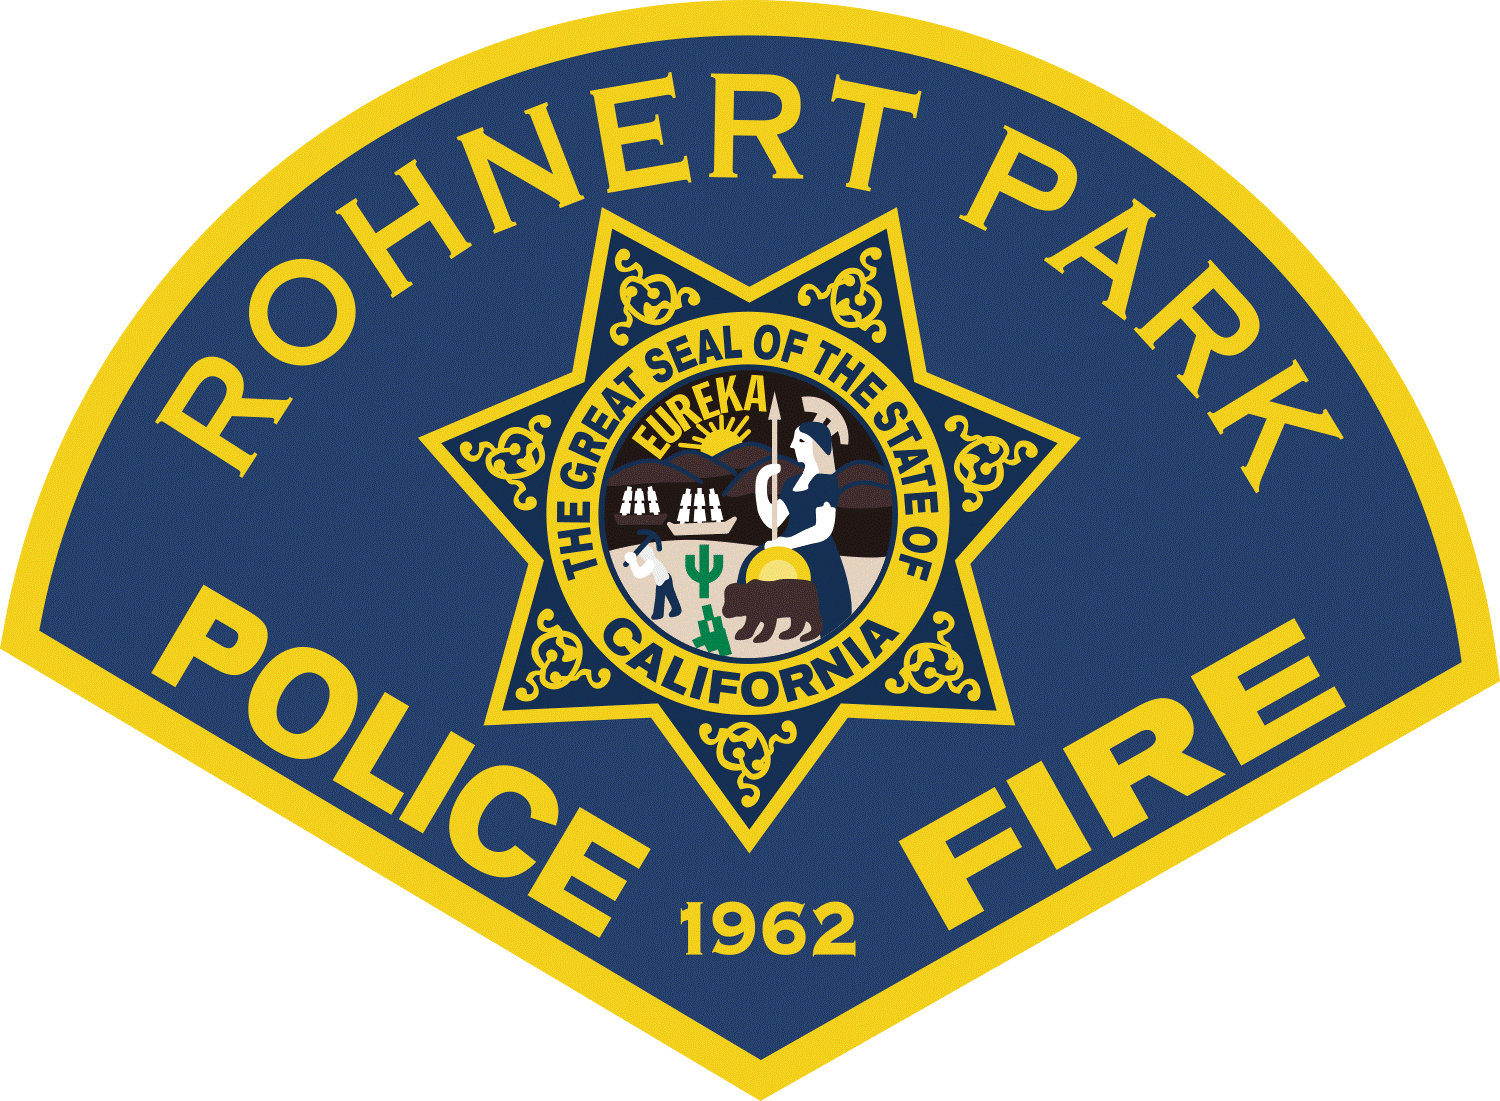 ROHNERT PARK
THE GREAT SEAL OF THE STATE OF
EUREKA
CALIFORNIA
POLICE
FIRE
1962